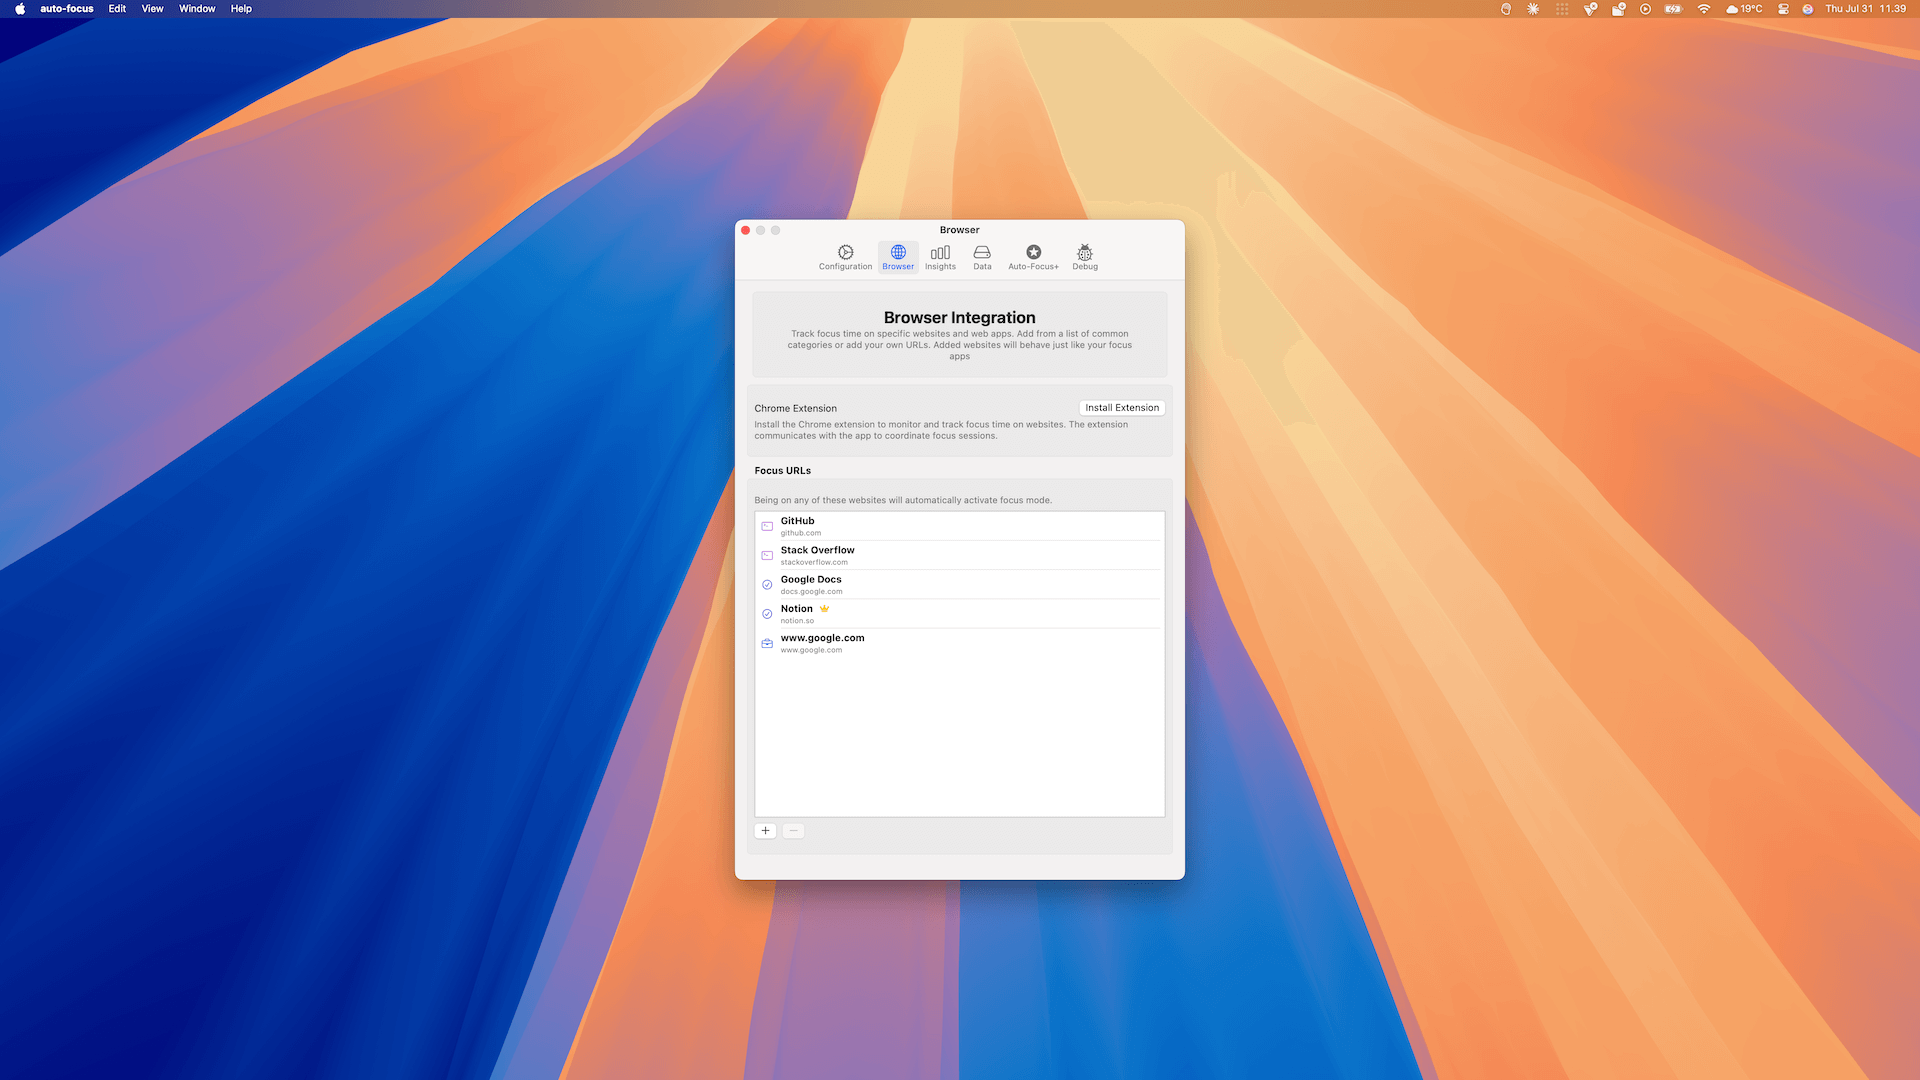 auto-focus Edit View Window Help
19°C Thu Jul 31 11.39
Browser
Configuration Browser Insights Data Auto-Focus+ Debug
Browser Integration
Track focus time on specific websites and web apps. Add from a list of common
categories or add your own URLs. Added websites will behave just like your focus
apps
Chrome Extension
Install Extension
Install the Chrome extension to monitor and track focus time on websites. The extension
communicates with the app to coordinate focus sessions.
Focus URLs
Being on any of these websites will automatically activate focus mode.
GitHub
github.com
Stack Overflow
stackoverflow.com
Google Docs
docs.google.com
Notion
notion.so
www.google.com
www.google.com